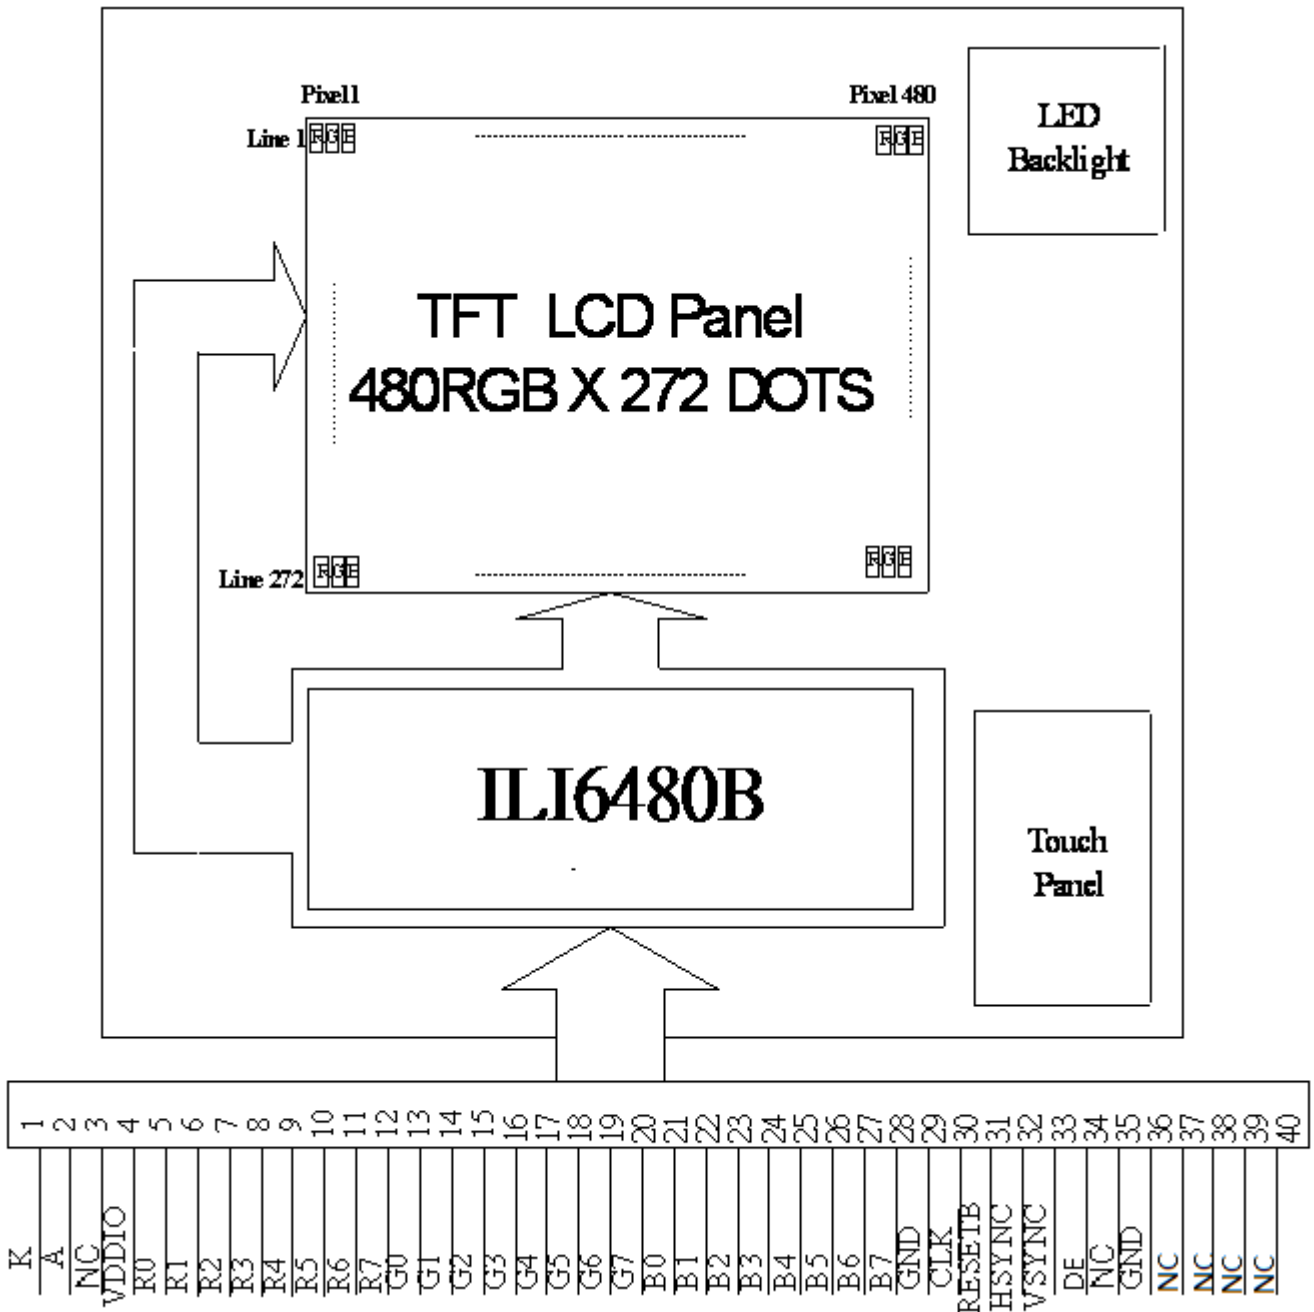 Pixel1
Pixel 480
Line 1
RGB
RGB
LED
Backlight
TFT LCD Panel
480RGB X 272 DOTS
Line 272
RGB
RGB
ILI6480B
Touch
Panel
1 2 3 4 5 6 7 8 9 10 11 12 13 14 15 16 17 18 19 20 21 22 23 24 25 26 27 28 29 30 31 32 33 34 35 36 37 38 39 40
K A NC VDDIO R0 R1 R2 R3 R4 R5 R6 R7 G0 G1 G2 G3 G4 G5 G6 G7 B0 B1 B2 B3 B4 B5 B6 B7 GND CLK RESETB HSYNC VSYNC DE NC GND NC NC NC NC